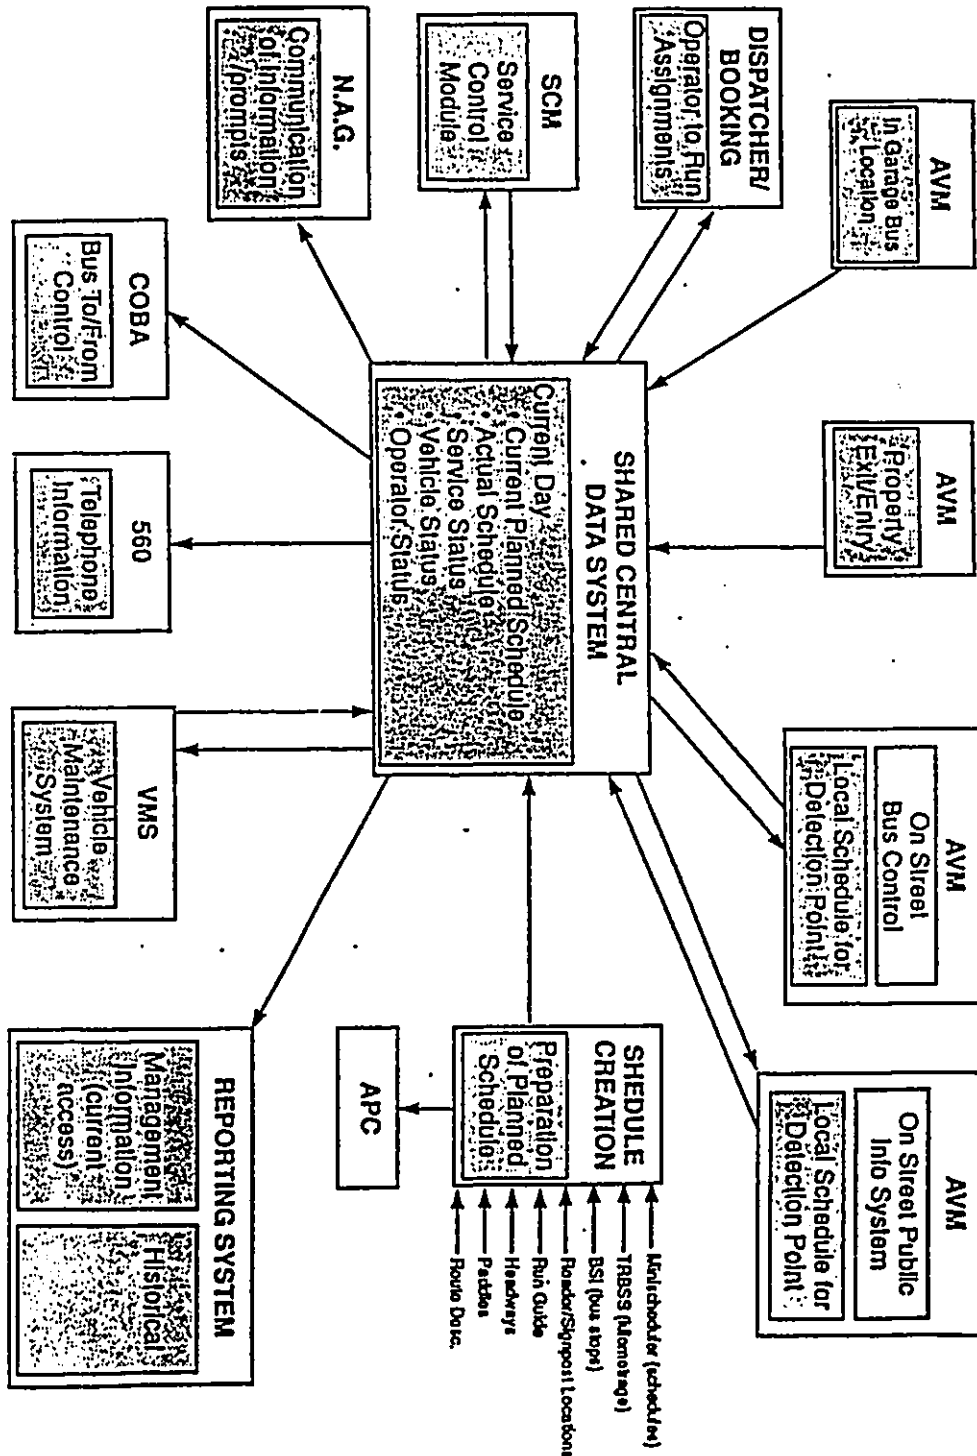 AVM
In Garage Bus
Location
AVM
Property
Exit/Entry
AVM
On Street
Bus Control
Local Schedule for
Detection Point
AVM
On Street Public
Info System
Local Schedule for
Detection Point
DISPATCHER/
BOOKING
Operator to Run
Assignments
SCM
Service
Control
Module
N.A.G.
Communication
of Information
/prompts
SHARED CENTRAL
DATA SYSTEM
Current Day
• Current Planned Schedule
• Actual Schedule
• Service Status
• Vehicle Status
• Operator Status
SHEDULE
CREATION
Preparation
of Planned
Schedule
Minischeduler (schedules)
TRBSS (kilometrage)
BSI (bus stops)
Reader/Signpost Locations
Run Guide
Headways
Paddles
Route Desc.
APC
COBA
Bus To/From
Control
560
Telephone
Information
VMS
Vehicle
Maintenance
System
REPORTING SYSTEM
Management
Information
(current
access)
Historical